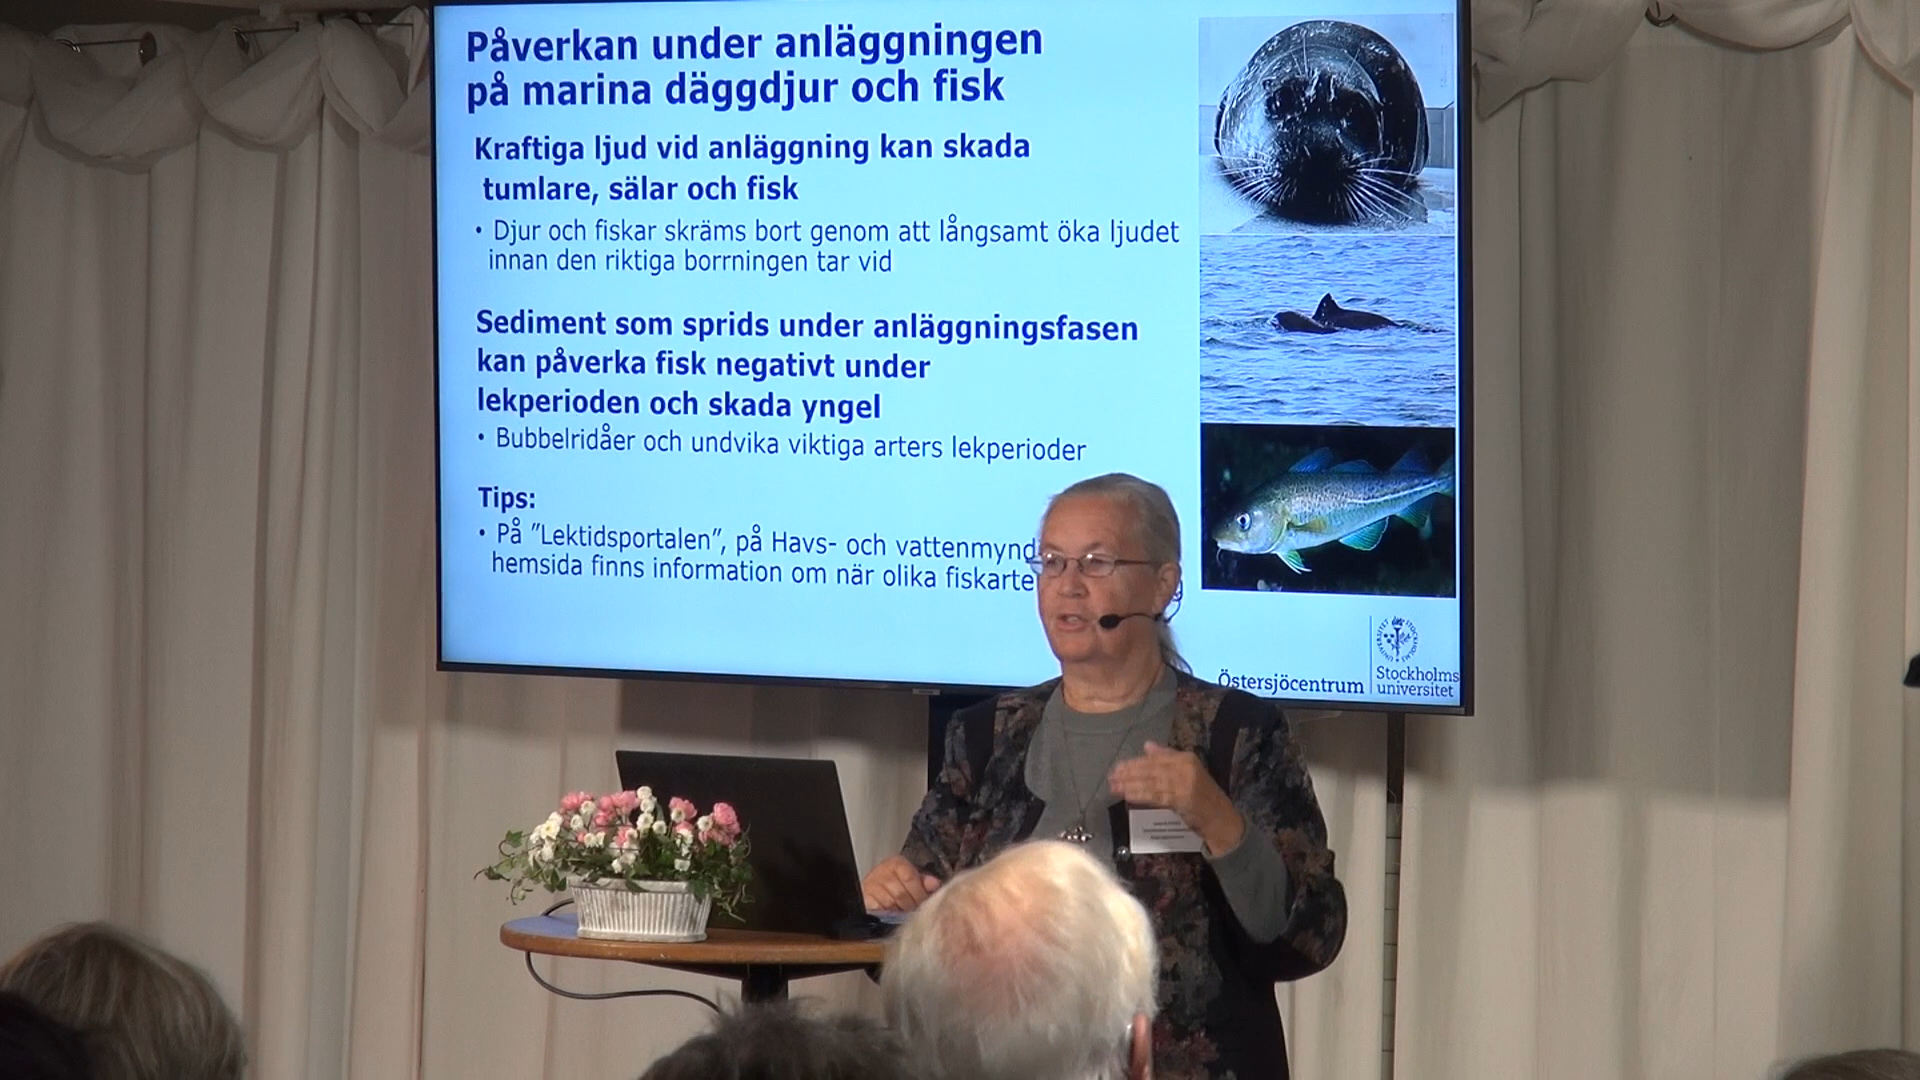 Påverkan under anläggningen
på marina däggdjur och fisk
Kraftiga ljud vid anläggning kan skada
tumlare, sälar och fisk
• Djur och fiskar skräms bort genom att långsamt öka ljudet
innan den riktiga borrningen tar vid
Sediment som sprids under anläggningsfasen
kan påverka fisk negativt under
lekperioden och skada yngel
• Bubbelridåer och undvika viktiga arters lekperioder
Tips:
• På ”Lektidsportalen”, på Havs- och vattenmynd
hemsida finns information om när olika fiskarte
Östersjöcentrum
Stockholms
universitet